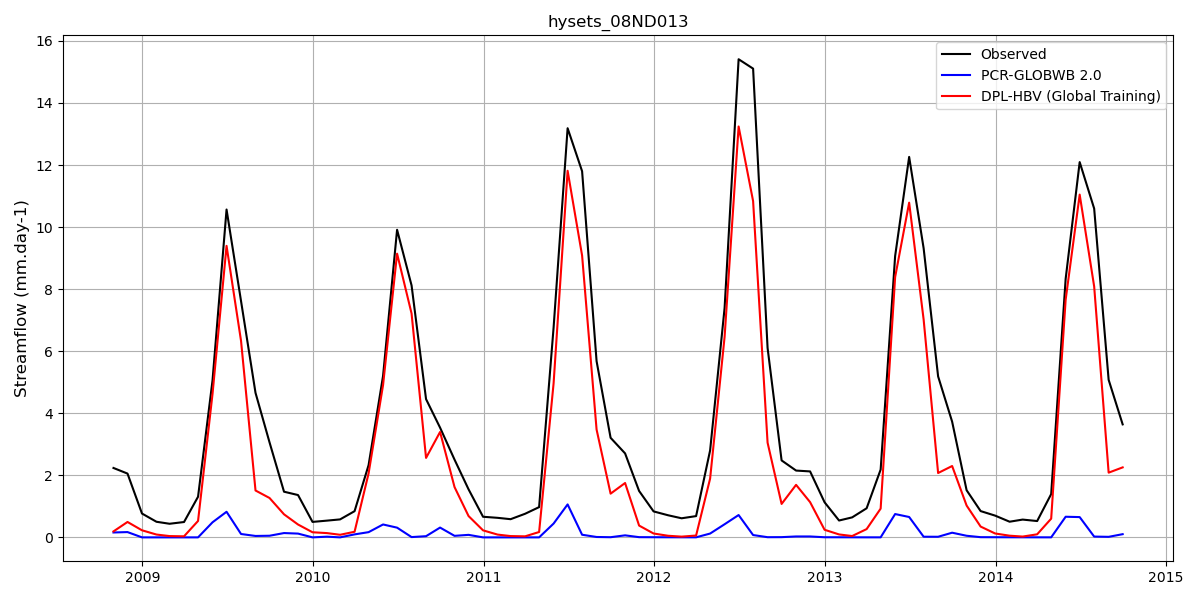 hysets_08ND013
Streamflow (mm.day-1)
16
14
12
10
8
6
4
2
0
Observed
PCR-GLOBWB 2.0
DPL-HBV (Global Training)
2009 2010 2011 2012 2013 2014 2015